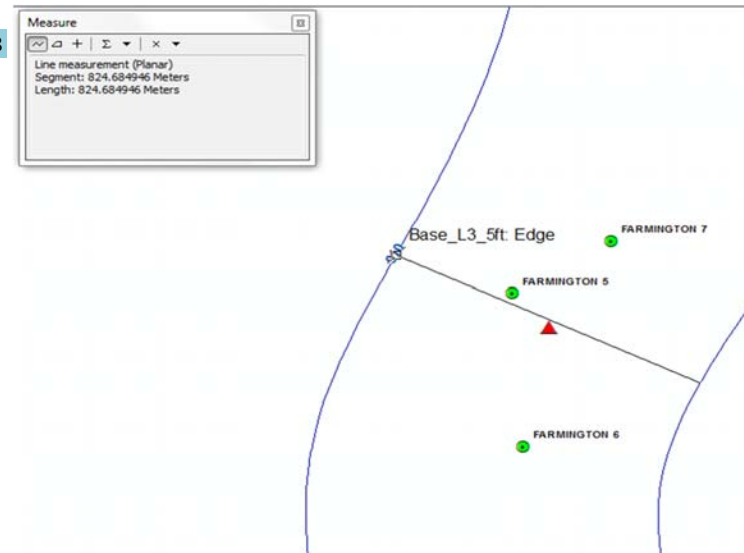 Measure
Line measurement (Planar)
Segment: 824.684946 Meters
Length: 824.684946 Meters
Base_L3_5ft: Edge
FARMINGTON 7
FARMINGTON 5
FARMINGTON 6